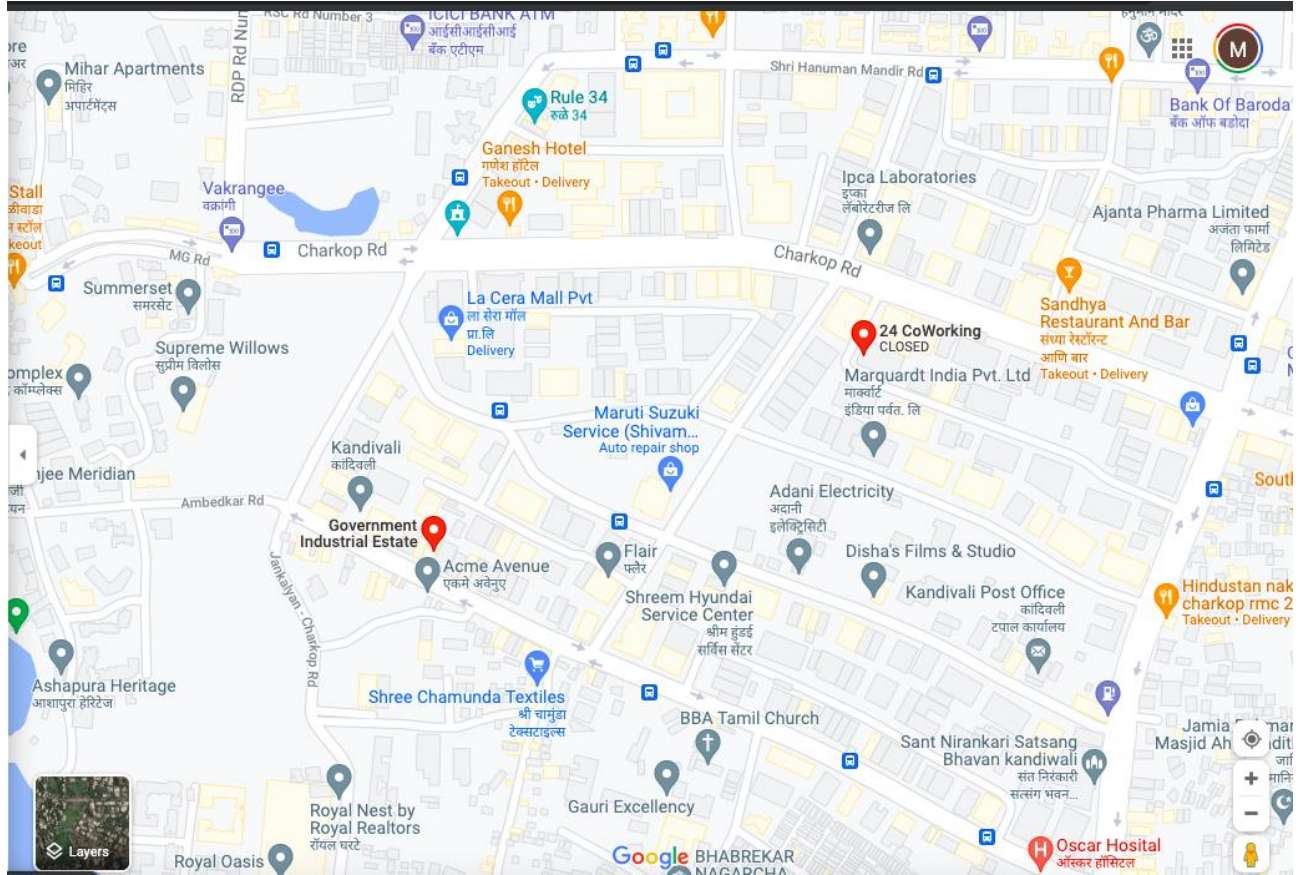 RSC Rd Number 3
ICICI BANK ATM
आईसीआईसीआई
बँक एटीएम
RDP Rd Num
Mihar Apartments
मिहिर
अपार्टमेंट्स
Shri Hanuman Mandir Rd
M
Bank Of Baroda
बँक ऑफ बडोदा
Rule 34
रुळे 34
Ganesh Hotel
गणेश हॉटेल
Takeout • Delivery
Ipca Laboratories
इप्का
लॅबोरेटरीज लि
Ajanta Pharma Limited
अजंता फार्मा
लिमिटेड
Stall
Vakrangee
वक्रांगी
MG Rd
Charkop Rd
Charkop Rd
Summerset
समरसेट
La Cera Mall Pvt
ला सेरा मॉल
प्रा.लि
Delivery
Sandhya
Restaurant And Bar
संध्या रेस्टॉरन्ट
आणि बार
Takeout • Delivery
24 CoWorking
CLOSED
Supreme Willows
सुप्रीम विलोस
Marquardt India Pvt. Ltd
मार्क्वार्ट
इंडिया पर्वत. लि
omplex
कॉम्प्लेक्स
Maruti Suzuki
Service (Shivam...
Auto repair shop
Kandivali
कांदिवली
jee Meridian
Ambedkar Rd
Adani Electricity
अदानी
इलेक्ट्रिसिटी
South
Government
Industrial Estate
Acme Avenue
एकमे अवेनुए
Flair
फ्लैर
Disha's Films & Studio
Jankalyan - Charkop Rd
Shreem Hyundai
Service Center
श्रीम हुंडई
सर्विस सेंटर
Kandivali Post Office
कांदिवली
टपाल कार्यालय
Hindustan nak
charkop rmc 2
Takeout • Delivery
Ashapura Heritage
आशापुरा हेरिटेज
Shree Chamunda Textiles
श्री चामुंडा
टेक्सटाइल्स
BBA Tamil Church
Sant Nirankari Satsang
Bhavan kandiwali
संत निरंकारी
सत्संग भवन...
Jamia
Masjid Ah
Gauri Excellency
Royal Nest by
Royal Realtors
रॉयल घरटे
Layers
Royal Oasis
Google
BHABREKAR
NAGARCHA
Oscar Hosital
ऑस्कर हॉसिटल